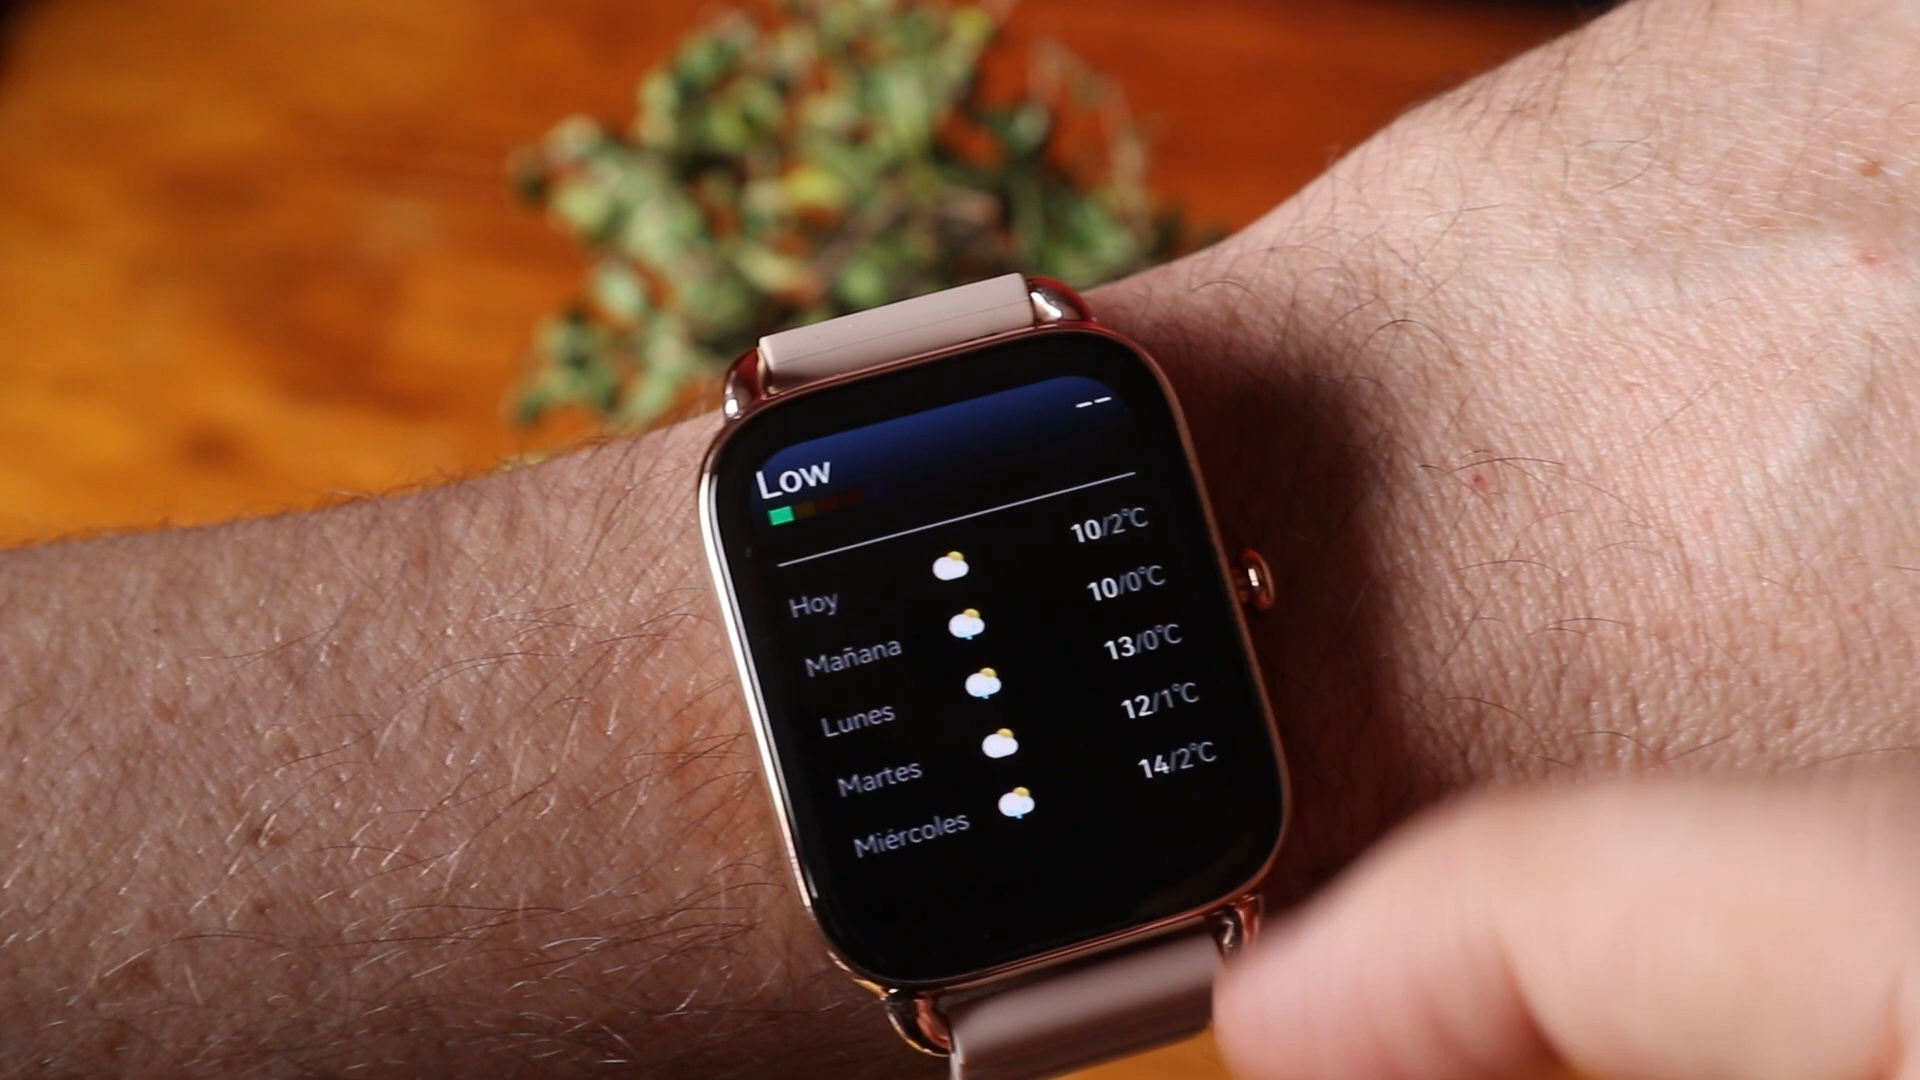 --
Low
Hoy 10/2°C
Mañana 10/0°C
Lunes 13/0°C
Martes 12/1°C
Miércoles 14/2°C